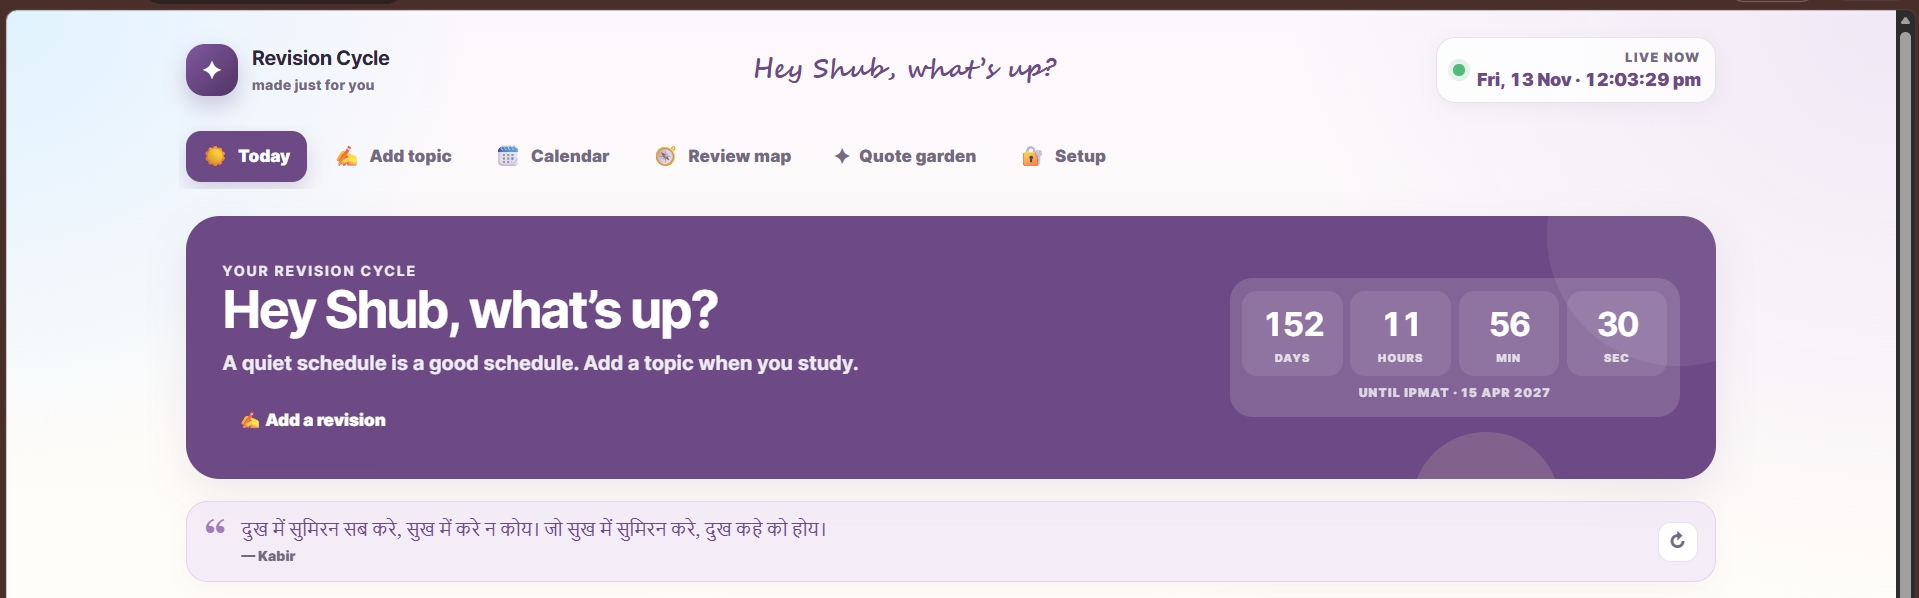 Revision Cycle
made just for you
Hey Shub, what's up?
LIVE NOW
Fri, 13 Nov · 12:03:29 pm
Today
Add topic
Calendar
Review map
Quote garden
Setup
YOUR REVISION CYCLE
Hey Shub, what’s up?
A quiet schedule is a good schedule. Add a topic when you study.
Add a revision
152
DAYS
11
HOURS
56
MIN
30
SEC
UNTIL IPMAT · 15 APR 2027
दुख में सुमिरन सब करे, सुख में करे न कोय। जो सुख में सुमिरन करे, दुख कहे को होय।
— Kabir